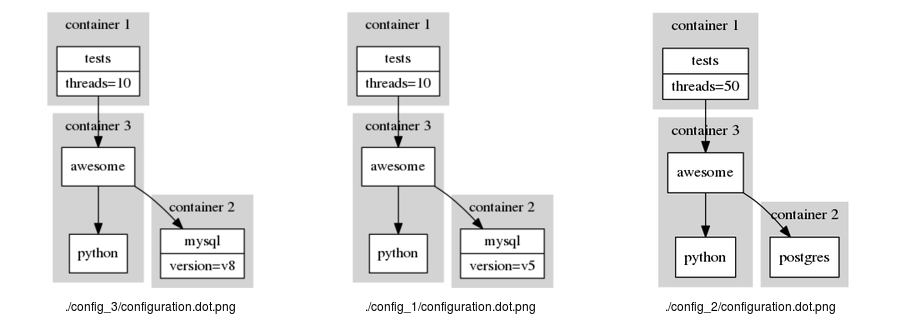 container 1
tests
threads=10
container 3
awesome
container 2
python
mysql
version=v8
./config_3/configuration.dot.png
container 1
tests
threads=10
container 3
awesome
container 2
python
mysql
version=v5
./config_1/configuration.dot.png
container 1
tests
threads=50
container 3
awesome
container 2
python
postgres
./config_2/configuration.dot.png